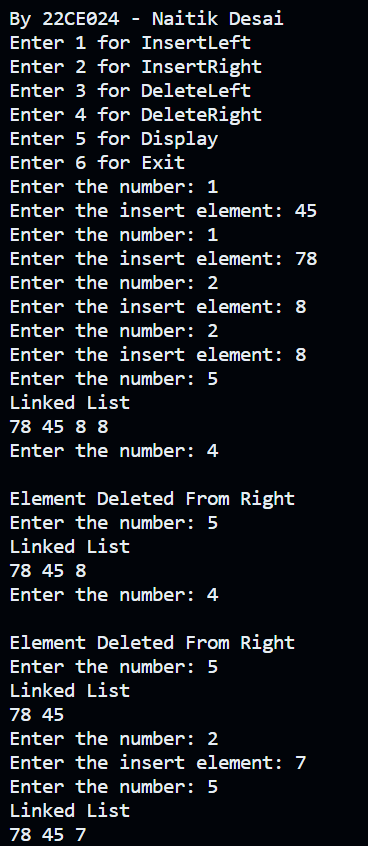 By 22CE024 - Naitik Desai
Enter 1 for InsertLeft
Enter 2 for InsertRight
Enter 3 for DeleteLeft
Enter 4 for DeleteRight
Enter 5 for Display
Enter 6 for Exit
Enter the number: 1
Enter the insert element: 45
Enter the number: 1
Enter the insert element: 78
Enter the number: 2
Enter the insert element: 8
Enter the number: 2
Enter the insert element: 8
Enter the number: 5
Linked List
78 45 8 8
Enter the number: 4

Element Deleted From Right
Enter the number: 5
Linked List
78 45 8
Enter the number: 4

Element Deleted From Right
Enter the number: 5
Linked List
78 45
Enter the number: 2
Enter the insert element: 7
Enter the number: 5
Linked List
78 45 7